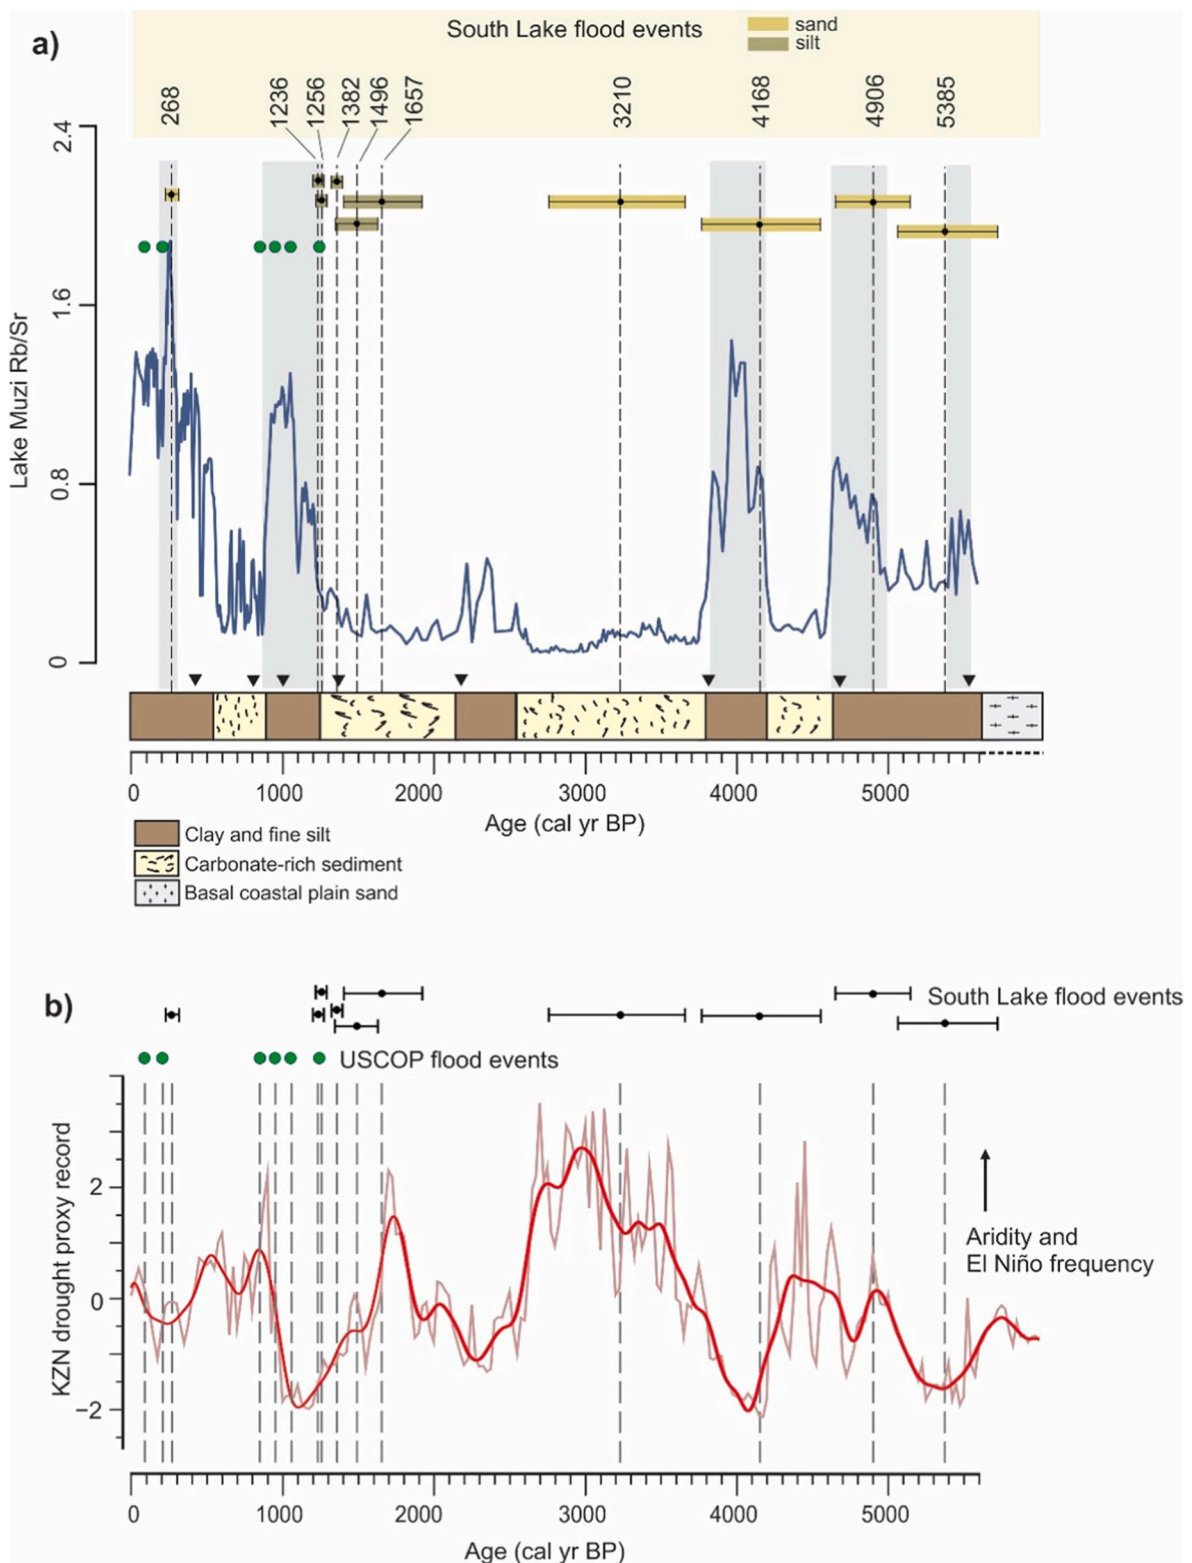 a)
South Lake flood events
sand
silt
268
1236
1256
1382
1496
1657
3210
4168
4906
5385
2.4
1.6
0.8
0
Lake Muzi Rb/Sr
0 1000 2000 3000 4000 5000
Age (cal yr BP)
Clay and fine silt
Carbonate-rich sediment
Basal coastal plain sand
b)
South Lake flood events
USCOP flood events
KZN drought proxy record
2
0
−2
Aridity and
El Niño frequency
0 1000 2000 3000 4000 5000
Age (cal yr BP)